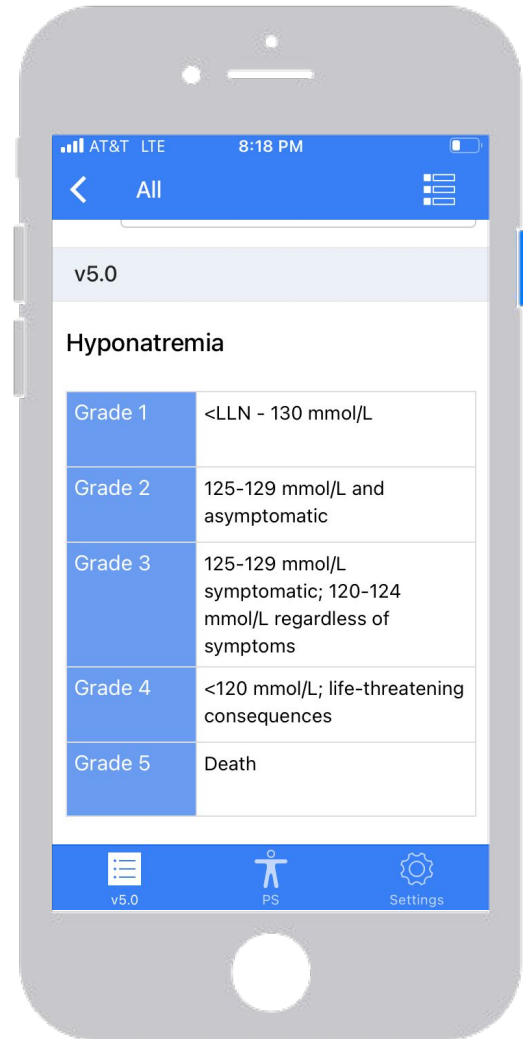 AT&T LTE 8:18 PM
All
v5.0
Hyponatremia
Grade 1 <LLN - 130 mmol/L
Grade 2 125-129 mmol/L and
asymptomatic
Grade 3 125-129 mmol/L
symptomatic; 120-124
mmol/L regardless of
symptoms
Grade 4 <120 mmol/L; life-threatening
consequences
Grade 5 Death
v5.0 PS Settings